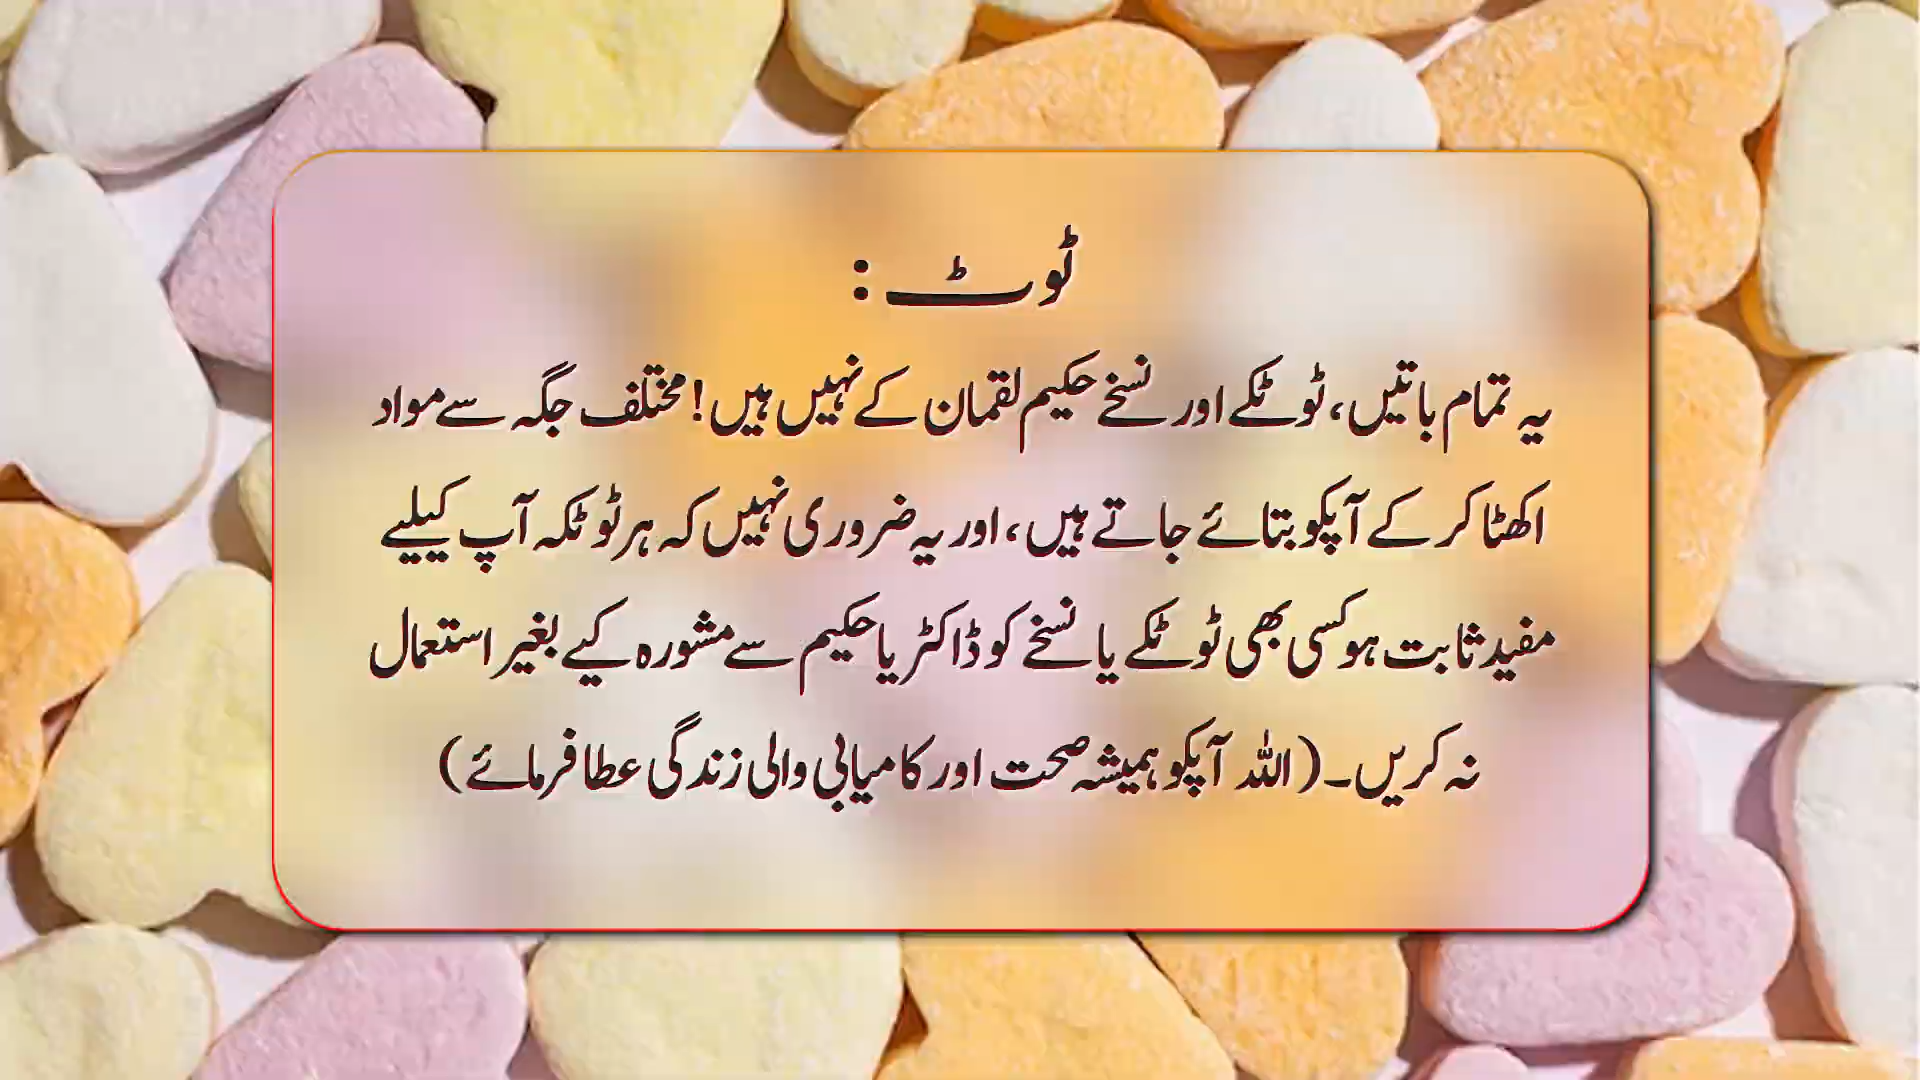 ٹوٹ :
یہ تمام باتیں، ٹوٹکے اور نسخے حکیم لقمان کے نہیں ہیں! مختلف جگہ سے مواد
اکھٹا کر کے آپکو بتائے جاتے ہیں، اور یہ ضروری نہیں کہ ہر ٹوٹکہ آپ کیلیے
مفید ثابت ہو کسی بھی ٹوٹکے یا نسخے کو ڈاکٹر یا حکیم سے مشورہ کیے بغیر استعمال
نہ کریں۔ (اللہ آپکو ہمیشہ صحت اور کامیابی والی زندگی عطا فرمائے)